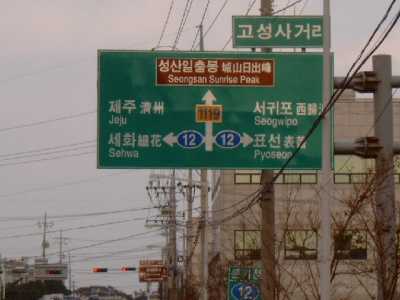 고성사거리
성산일출봉 城山日出峰
Seongsan Sunrise Peak
제주 濟州
Jeju
서귀포 西歸
Seogwipo
1119
세화 細花
Sehwa
12
12
표선 表善
Pyoseon
12